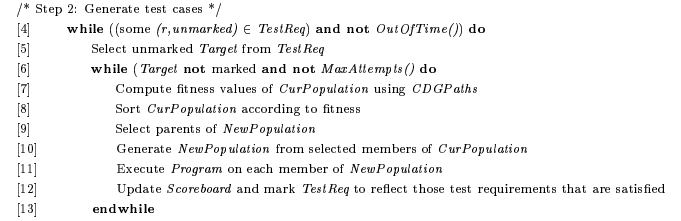 /* Step 2: Generate test cases */
[4] while ((some (r,unmarked) ∈ TestReq) and not OutOfTime()) do
[5] Select unmarked Target from TestReq
[6] while ( Target not marked and not MaxAttempts() do
[7] Compute fitness values of CurPopulation using CDGPaths
[8] Sort CurPopulation according to fitness
[9] Select parents of NewPopulation
[10] Generate NewPopulation from selected members of CurPopulation
[11] Execute Program on each member of NewPopulation
[12] Update Scoreboard and mark TestReq to reflect those test requirements that are satisfied
[13] endwhile